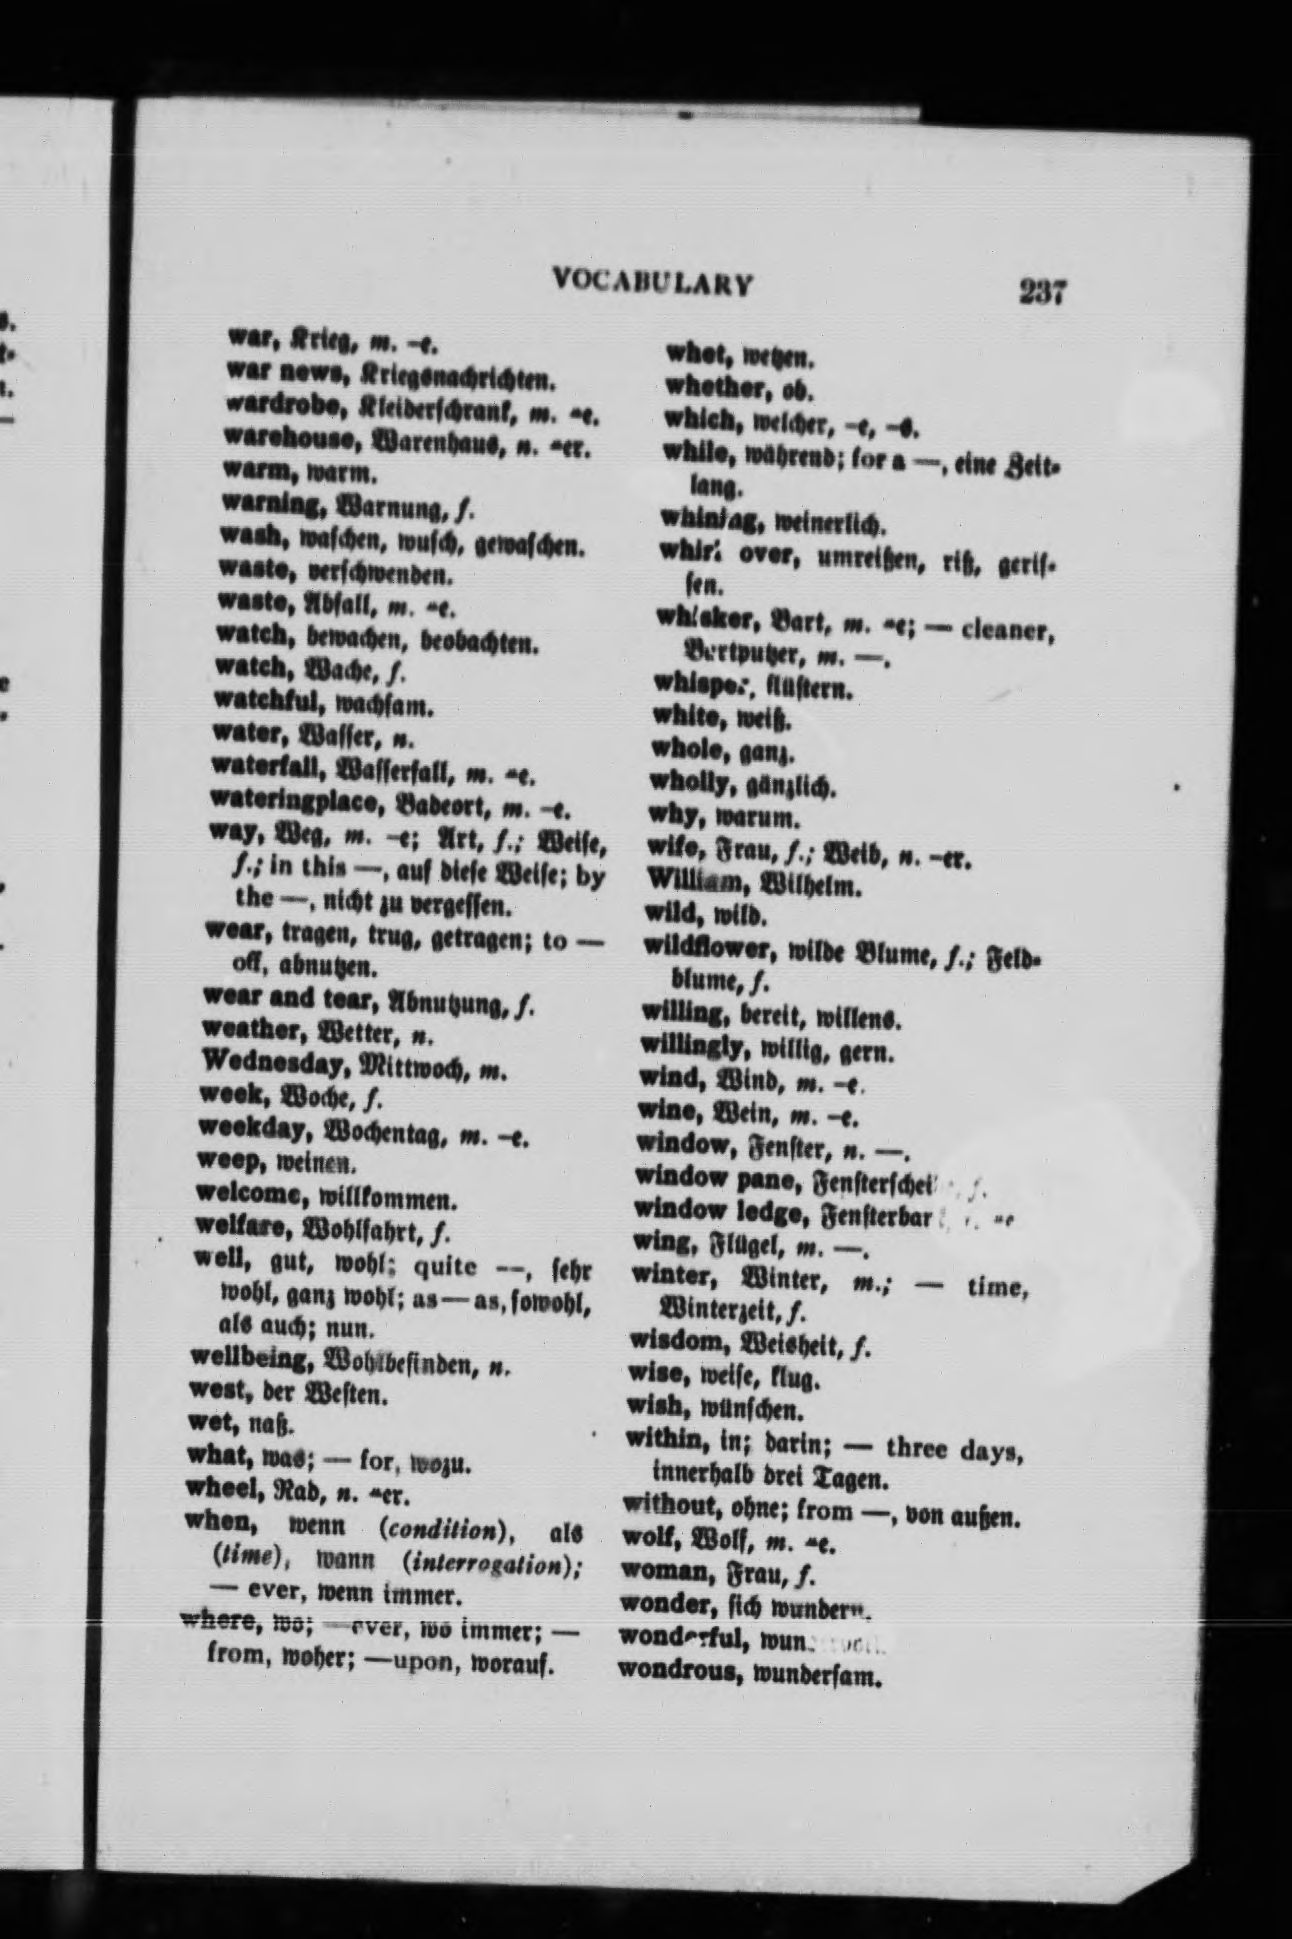 VOCABULARY 237
war, Krieg, m. –e.
war news, Kriegsnachrichten.
wardrobe, Kleiderschrank, m. ⸚e.
warehouse, Warenhaus, n. ⸚er.
warm, warm.
warning, Warnung, f.
wash, waschen, wusch, gewaschen.
waste, verschwenden.
waste, Abfall, m. ⸚e.
watch, bewachen, beobachten.
watch, Wache, f.
watchful, wachsam.
water, Wasser, n.
waterfall, Wasserfall, m. ⸚e.
wateringplace, Badeort, m. –e.
way, Weg, m. –e; Art, f.; Weise,
f.; in this —, auf diese Weise; by
the —, nicht zu vergessen.
wear, tragen, trug, getragen; to —
off, abnutzen.
wear and tear, Abnutzung, f.
weather, Wetter, n.
Wednesday, Mittwoch, m.
week, Woche, f.
weekday, Wochentag, m. –e.
weep, weinen.
welcome, willkommen.
welfare, Wohlfahrt, f.
well, gut, wohl; quite —, sehr
wohl, ganz wohl; as — as, sowohl,
als auch; nun.
wellbeing, Wohlbefinden, n.
west, der Westen.
wet, naß.
what, was; — for, wozu.
wheel, Rad, n. ⸚er.
when, wenn (condition), als
(time), wann (interrogation);
— ever, wenn immer.
where, wo; —ever, wo immer; —
from, woher; —upon, worauf.
whet, wetzen.
whether, ob.
which, welcher, –e, –s.
while, während; for a —, eine Zeit-
lang.
whining, weinerlich.
whirl over, umreißen, riß, geris-
sen.
whisker, Bart, m. ⸚e; — cleaner,
Bartputzer, m. —.
whisper, flüstern.
white, weiß.
whole, ganz.
wholly, gänzlich.
why, warum.
wife, Frau, f.; Weib, n. –er.
William, Wilhelm.
wild, wild.
wildflower, wilde Blume, f.; Feld-
blume, f.
willing, bereit, willens.
willingly, willig, gern.
wind, Wind, m. –e.
wine, Wein, m. –e.
window, Fenster, n. —.
window pane, f.
window ledge, ⸚e
wing, Flügel, m. —.
winter, Winter, m.; — time,
Winterzeit, f.
wisdom, Weisheit, f.
wise, weise, klug.
wish, wünschen.
within, in; darin; — three days,
innerhalb drei Tagen.
without, ohne; from —, von außen.
wolf, Wolf, m. ⸚e.
woman, Frau, f.
wonder, sich wundern.
wonderful,
wondrous, wundersam.